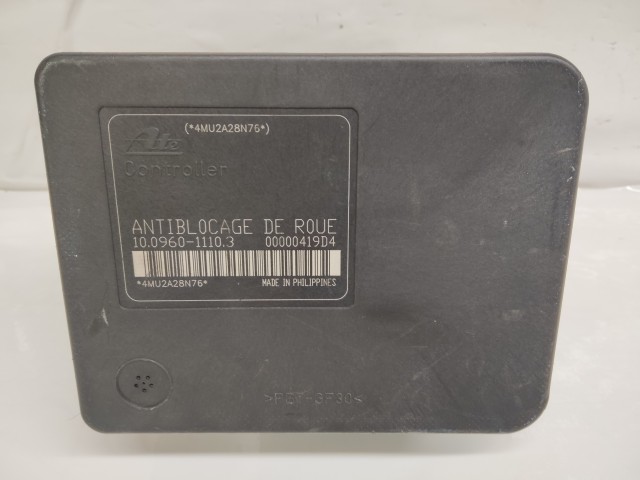 (*4MU2A28N76*)
Ate
Controller
ANTIBLOCAGE DE ROUE
10.0960-1110.3 00000419D4
*4MU2A28N76*
MADE IN PHILIPPINES